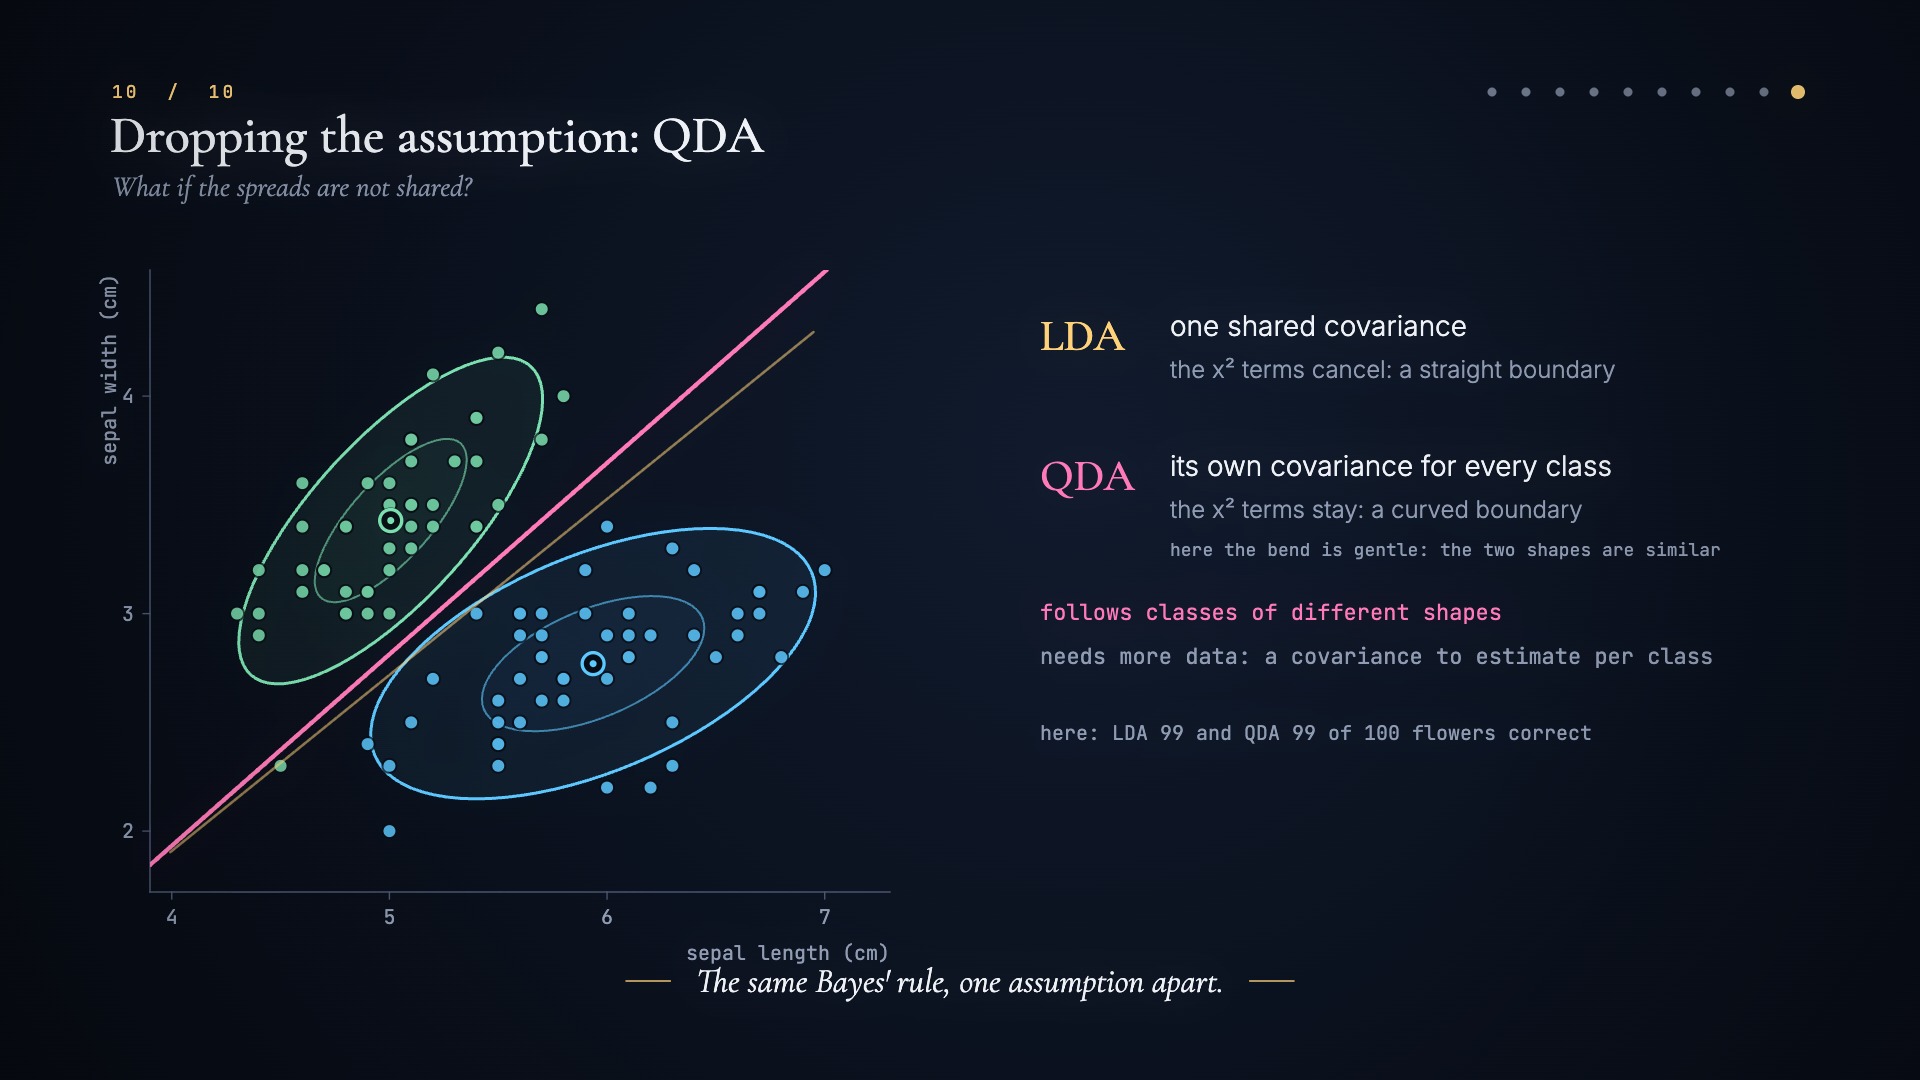 10 / 10
Dropping the assumption: QDA
What if the spreads are not shared?
sepal width (cm)
4
3
2
4 5 6 7
sepal length (cm)
LDA
one shared covariance
the x² terms cancel: a straight boundary
QDA
its own covariance for every class
the x² terms stay: a curved boundary
here the bend is gentle: the two shapes are similar
follows classes of different shapes
needs more data: a covariance to estimate per class
here: LDA 99 and QDA 99 of 100 flowers correct
The same Bayes' rule, one assumption apart.